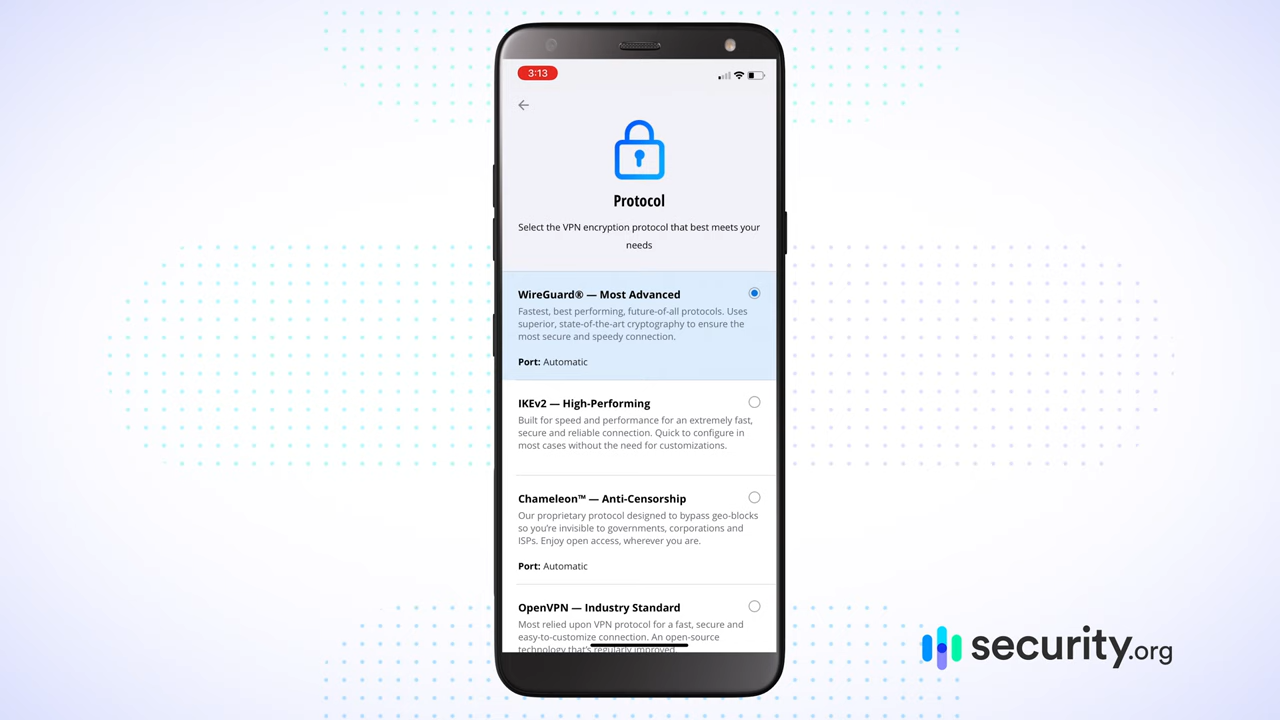 3:13
Protocol
Select the VPN encryption protocol that best meets your
needs
WireGuard® — Most Advanced
Fastest, best performing, future-of-all protocols. Uses
superior, state-of-the-art cryptography to ensure the
most secure and speedy connection.
Port: Automatic
IKEv2 — High-Performing
Built for speed and performance for an extremely fast,
secure and reliable connection. Quick to configure in
most cases without the need for customizations.
Chameleon™ — Anti-Censorship
Our proprietary protocol designed to bypass geo-blocks
so you're invisible to governments, corporations and
ISPs. Enjoy open access, wherever you are.
Port: Automatic
OpenVPN — Industry Standard
Most relied upon VPN protocol for a fast, secure and
easy-to-customize connection. An open-source
technology that's regularly improved.
security.org